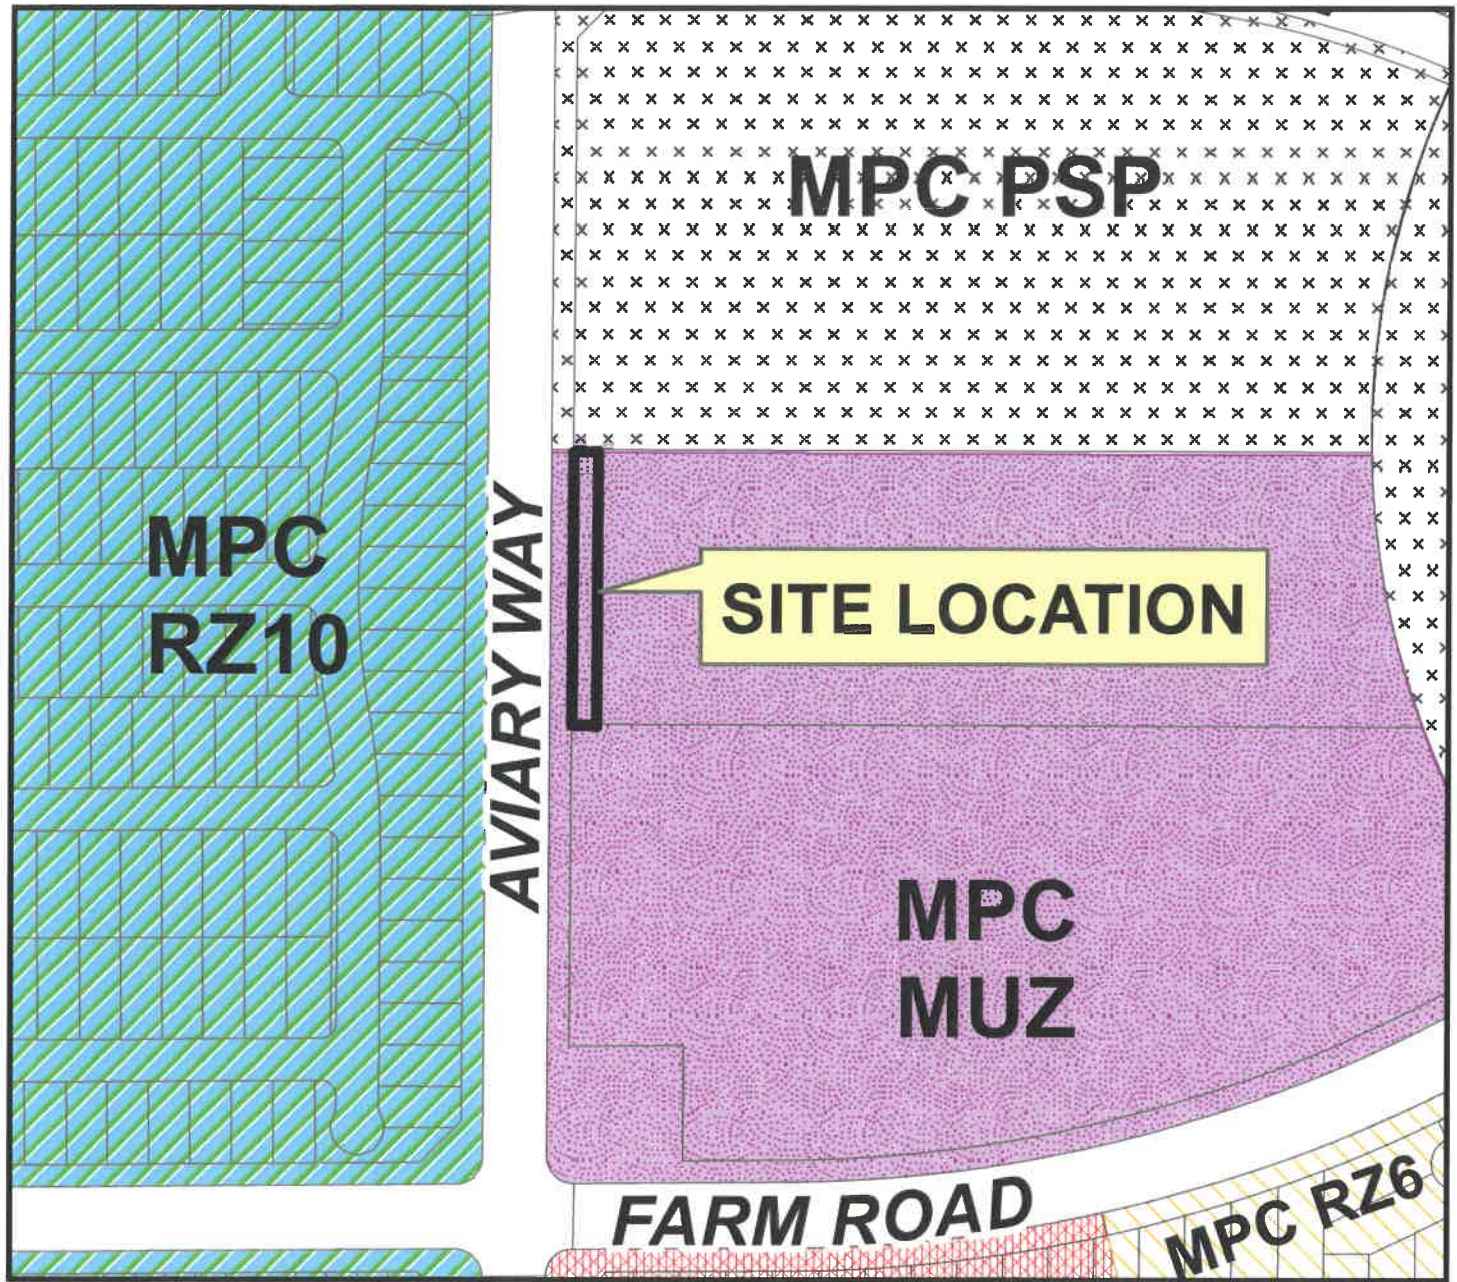 MPC PSP
MPC
RZ10
AVIARY WAY
SITE LOCATION
MPC
MUZ
FARM ROAD
MPC RZ6